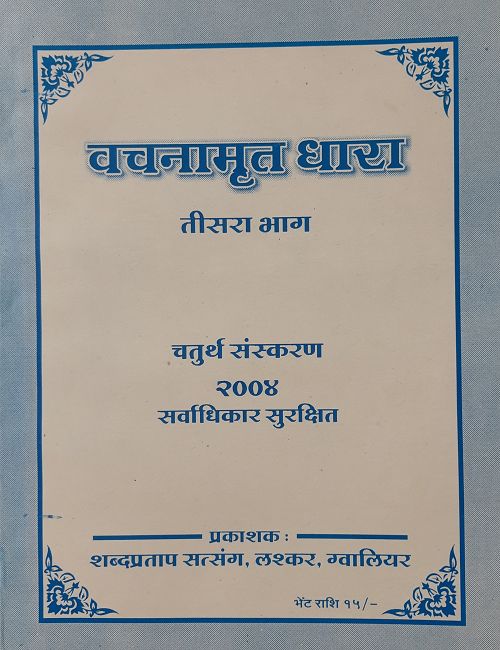 वचनामृत धारा
तीसरा भाग
चतुर्थ संस्करण
२००४
सर्वाधिकार सुरक्षित
प्रकाशक :
शब्दप्रताप सत्संग, लश्कर, ग्वालियर
भेंट राशि १५/-